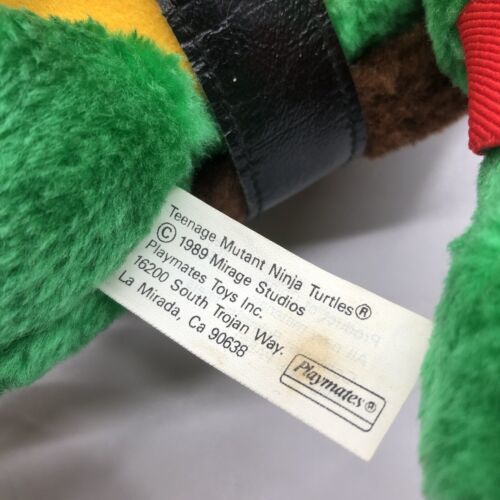 Teenage Mutant Ninja Turtles®
© 1989 Mirage Studios
Playmates Toys Inc.
16200 South Trojan Way.
La Mirada, Ca 90638
Playmates®